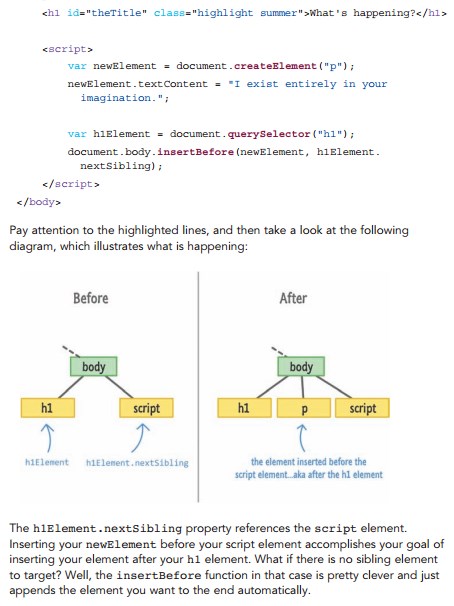 <h1 id="theTitle" class="highlight summer">What's happening?</h1>
<script>
var newElement = document.createElement("p");
newElement.textContent = "I exist entirely in your
imagination.";
var h1Element = document.querySelector("h1");
document.body.insertBefore(newElement, h1Element.
nextSibling);
</script>
</body>
Pay attention to the highlighted lines, and then take a look at the following
diagram, which illustrates what is happening:
Before
After
body
body
h1
script
h1
p
script
h1Element
h1Element.nextSibling
the element inserted before the
script element...aka after the h1 element
The h1Element.nextSibling property references the script element.
Inserting your newElement before your script element accomplishes your goal of
inserting your element after your h1 element. What if there is no sibling element
to target? Well, the insertBefore function in that case is pretty clever and just
appends the element you want to the end automatically.